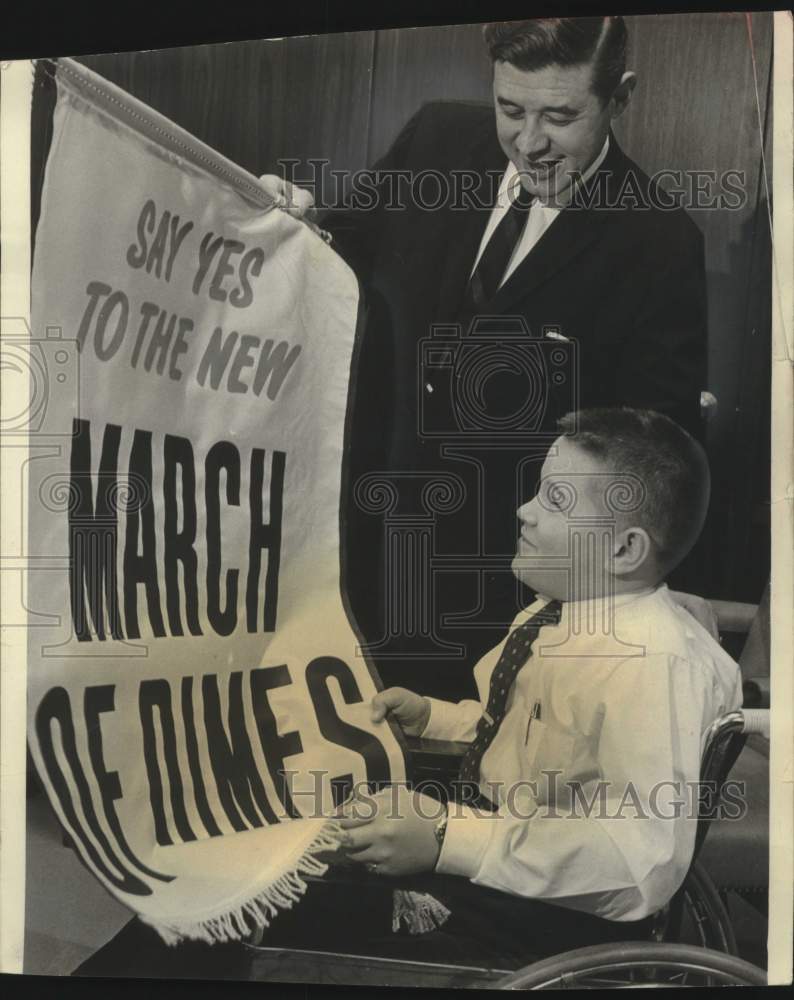 SAY YES
TO THE NEW
MARCH
OF DIMES
HISTORIC IMAGES
HISTORIC IMAGES